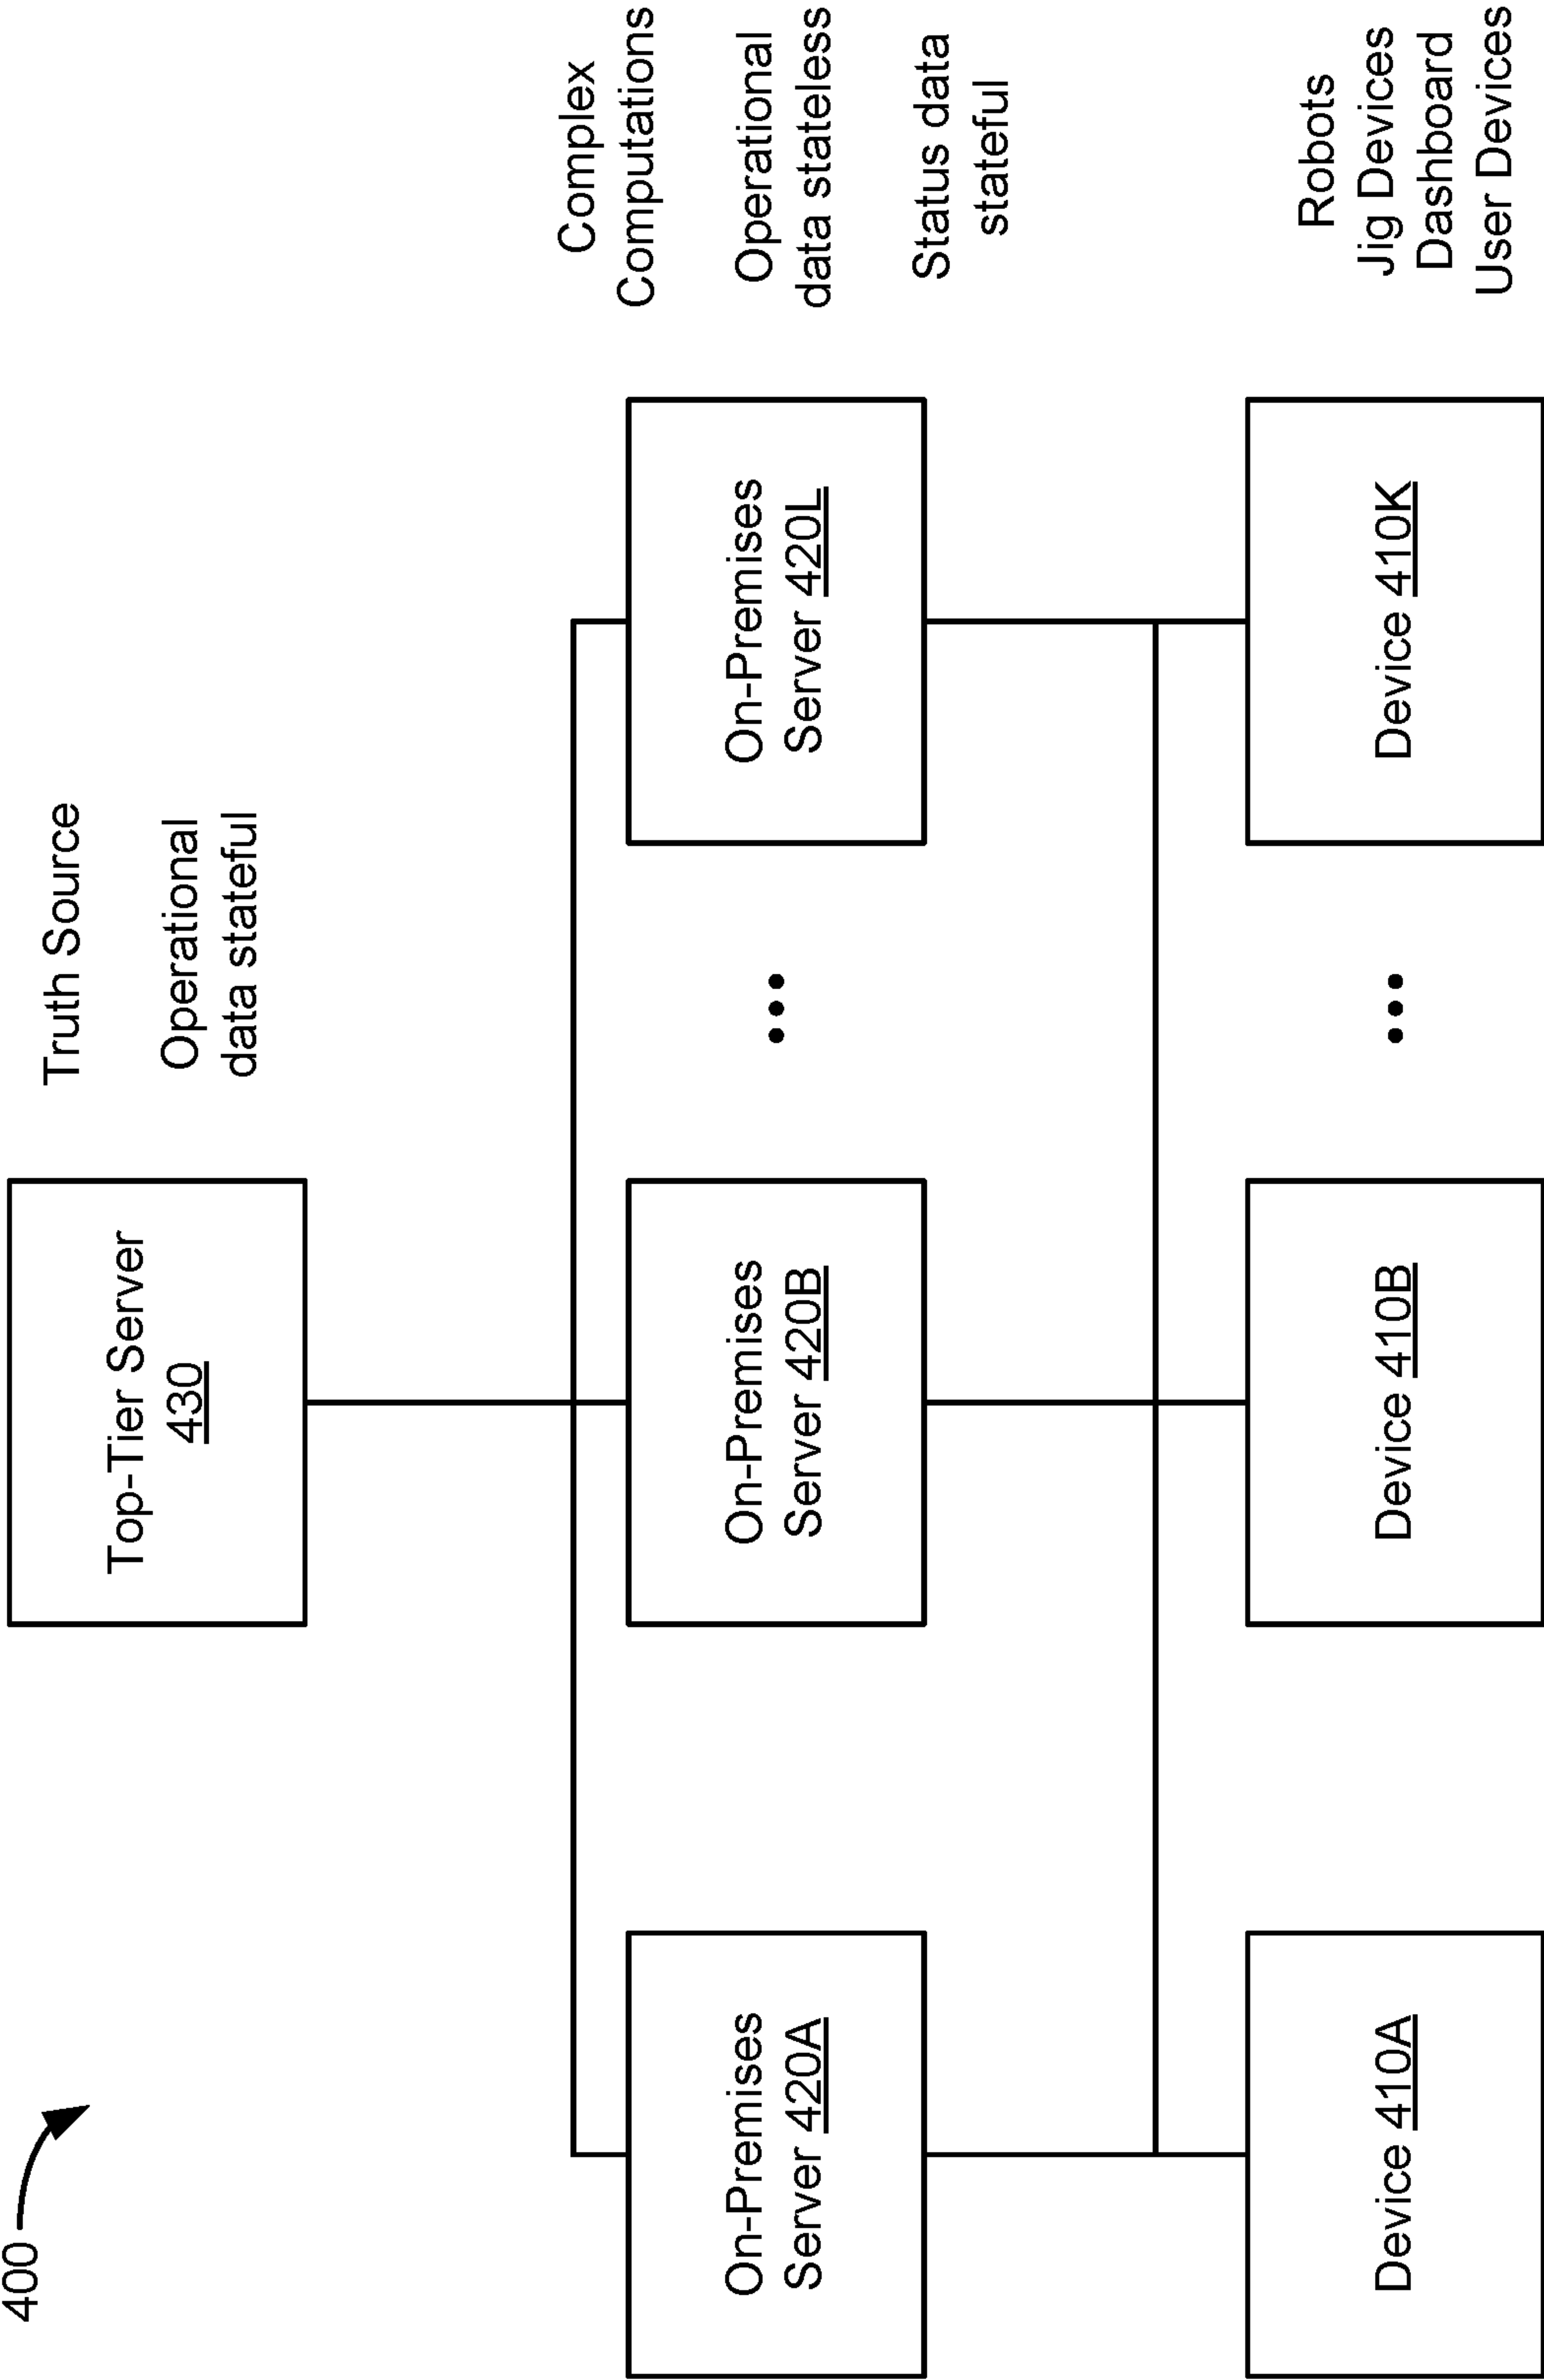 400
Top-Tier Server
430
Truth Source
Operational
data stateful
On-Premises
Server 420A
On-Premises
Server 420B
...
On-Premises
Server 420L
Complex
Computations
Operational
data stateless
Status data
stateful
Device 410A
Device 410B
...
Device 410K
Robots
Jig Devices
Dashboard
User Devices